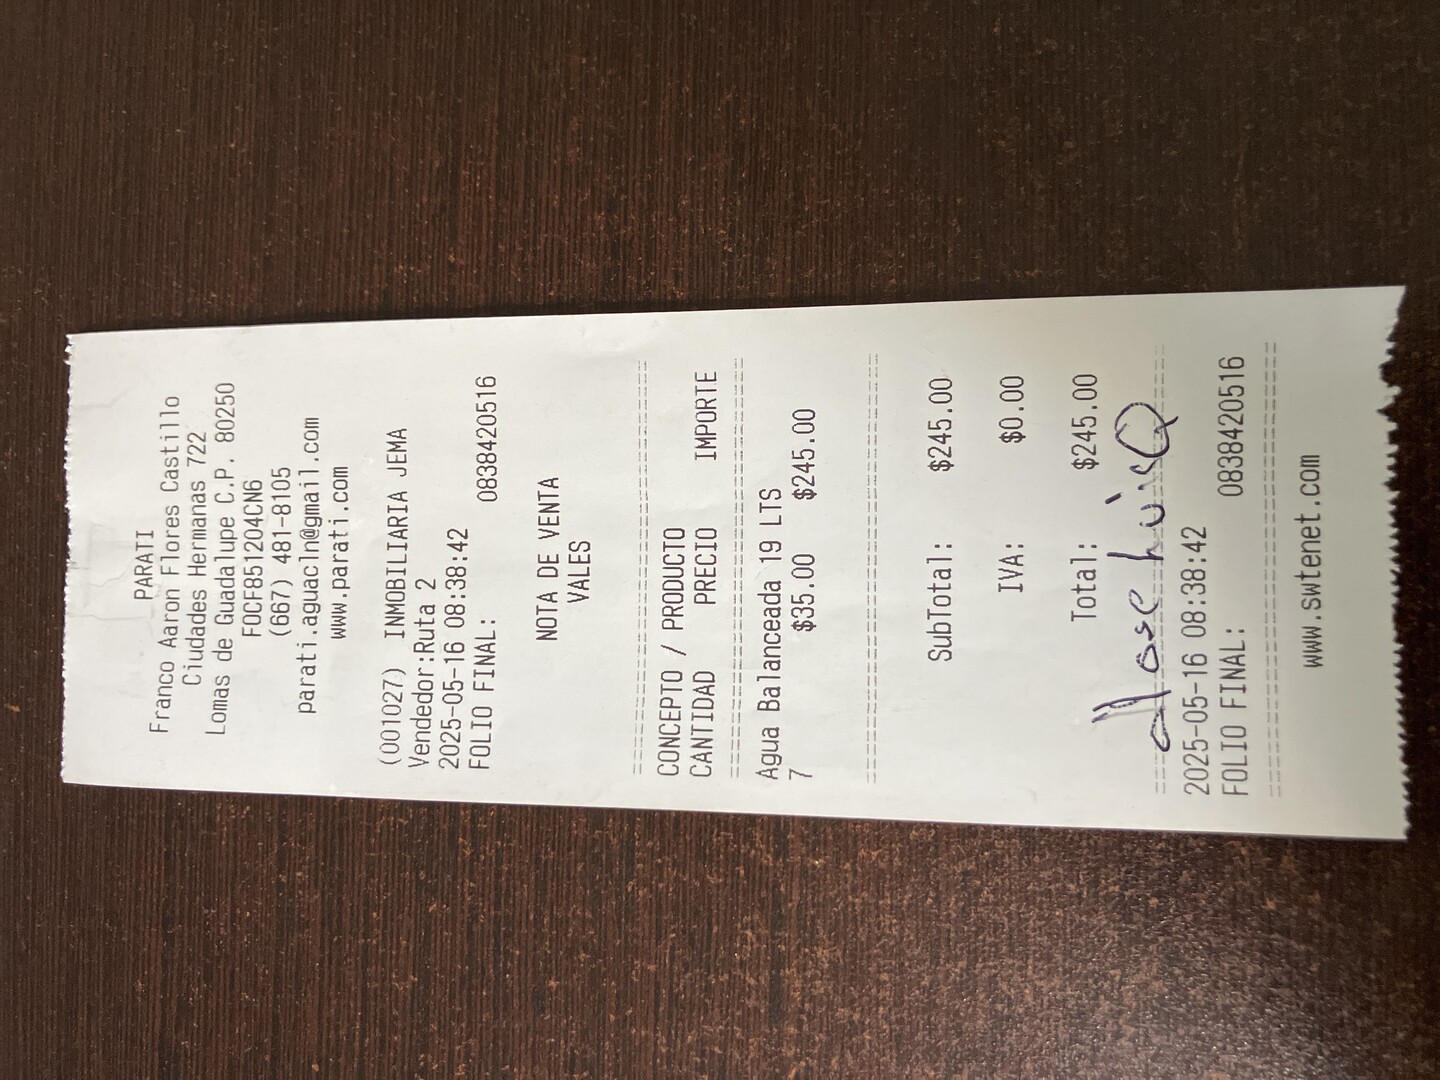 PARATI
Franco Aaron Flores Castillo
Ciudades Hermanas 722
Lomas de Guadalupe C.P. 80250
FOCF851204CN6
(667) 481-8105
parati.aguacln@gmail.com
www.parati.com
(001027) INMOBILIARIA JEMA
Vendedor:Ruta 2
2025-05-16 08:38:42
FOLIO FINAL: 0838420516
NOTA DE VENTA
VALES
CONCEPTO / PRODUCTO
CANTIDAD PRECIO IMPORTE
Agua Balanceada 19 LTS
7 $35.00 $245.00
SubTotal: $245.00
IVA: $0.00
Total: $245.00
Jose Luis
2025-05-16 08:38:42
FOLIO FINAL: 0838420516
www.swtenet.com